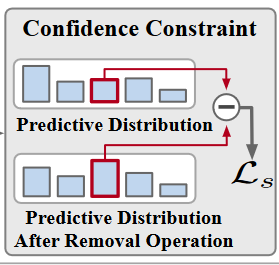 Confidence Constraint
Predictive Distribution
ℒs
Predictive Distribution
After Removal Operation